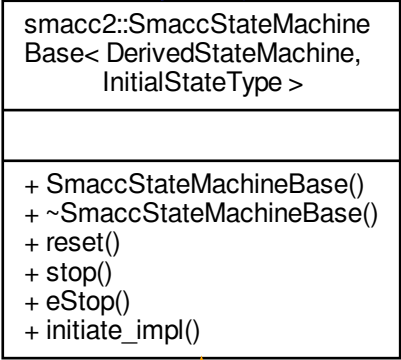 smacc2::SmaccStateMachine
Base< DerivedStateMachine,
InitialStateType >
+ SmaccStateMachineBase()
+ ~SmaccStateMachineBase()
+ reset()
+ stop()
+ eStop()
+ initiate_impl()